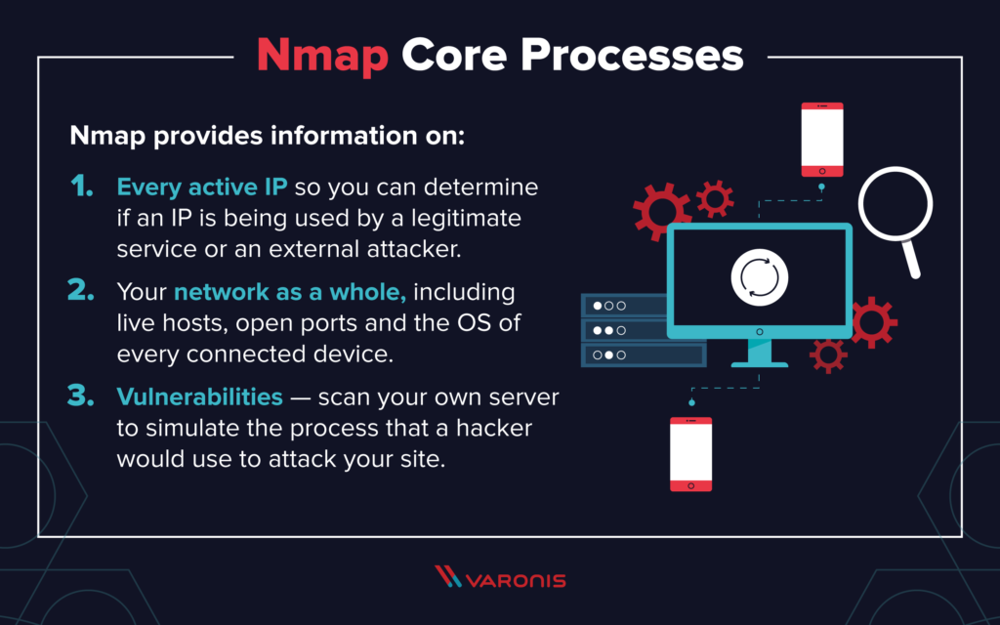 Nmap Core Processes
Nmap provides information on:
1. Every active IP so you can determine
if an IP is being used by a legitimate
service or an external attacker.
2. Your network as a whole, including
live hosts, open ports and the OS of
every connected device.
3. Vulnerabilities — scan your own server
to simulate the process that a hacker
would use to attack your site.
VARONIS